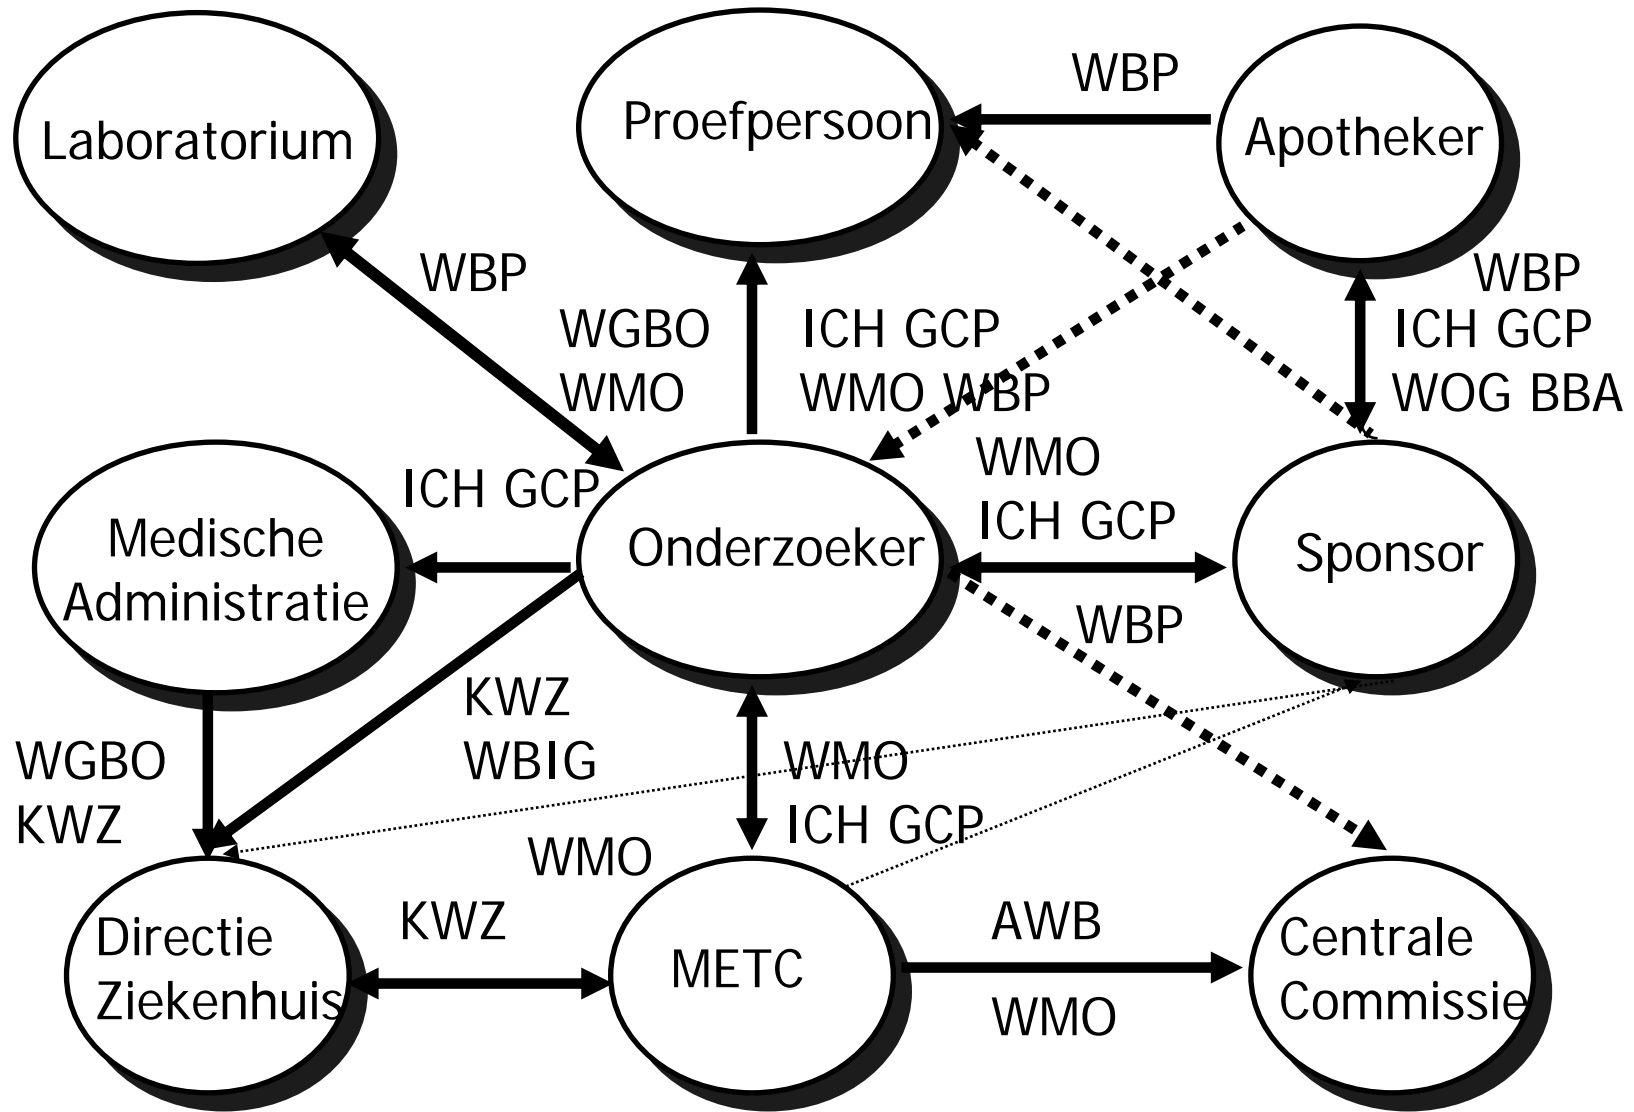 WBP
Laboratorium
Proefpersoon
Apotheker
WBP
WBP
WGBO
ICH GCP
ICH GCP
WMO
WMO WBP
WOG BBA
WMO
ICH GCP
ICH GCP
Medische
Administratie
Onderzoeker
Sponsor
WBP
KWZ
WGBO
WBIG
WMO
KWZ
ICH GCP
WMO
KWZ
AWB
Directie
Ziekenhuis
METC
Centrale
Commissie
WMO